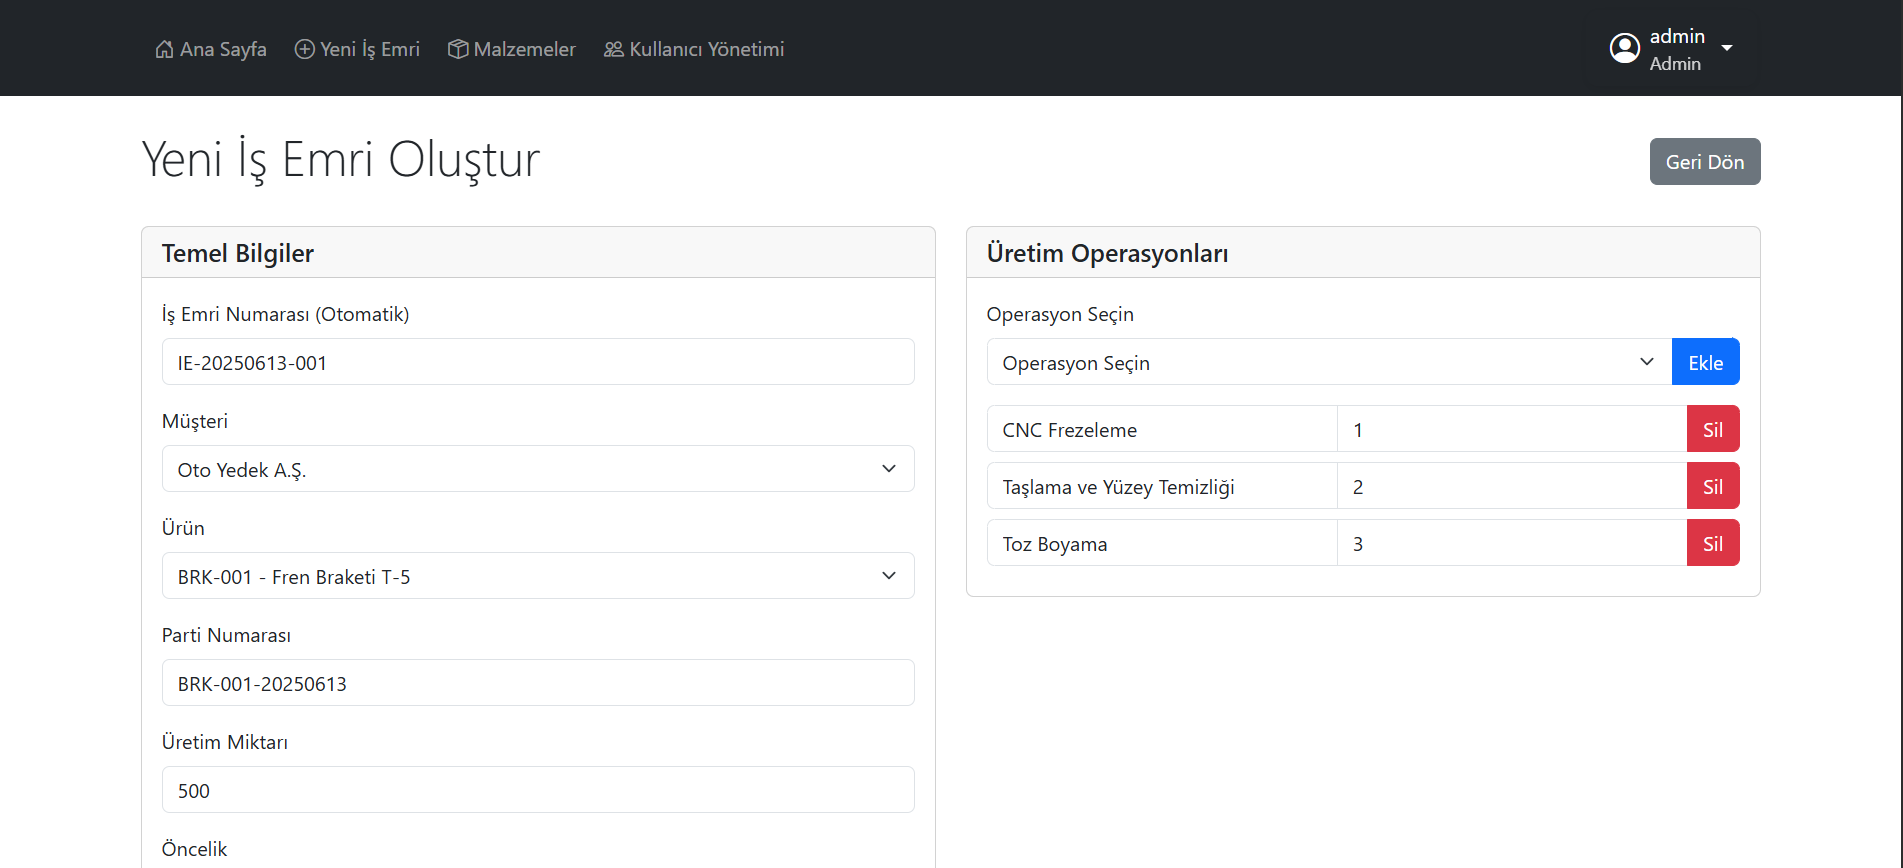 Ana Sayfa
Yeni İş Emri
Malzemeler
Kullanıcı Yönetimi
admin
Admin
Yeni İş Emri Oluştur
Geri Dön
Temel Bilgiler
İş Emri Numarası (Otomatik)
IE-20250613-001
Müşteri
Oto Yedek A.Ş.
Ürün
BRK-001 - Fren Braketi T-5
Parti Numarası
BRK-001-20250613
Üretim Miktarı
500
Öncelik
Üretim Operasyonları
Operasyon Seçin
Operasyon Seçin
Ekle
CNC Frezeleme 1 Sil
Taşlama ve Yüzey Temizliği 2 Sil
Toz Boyama 3 Sil